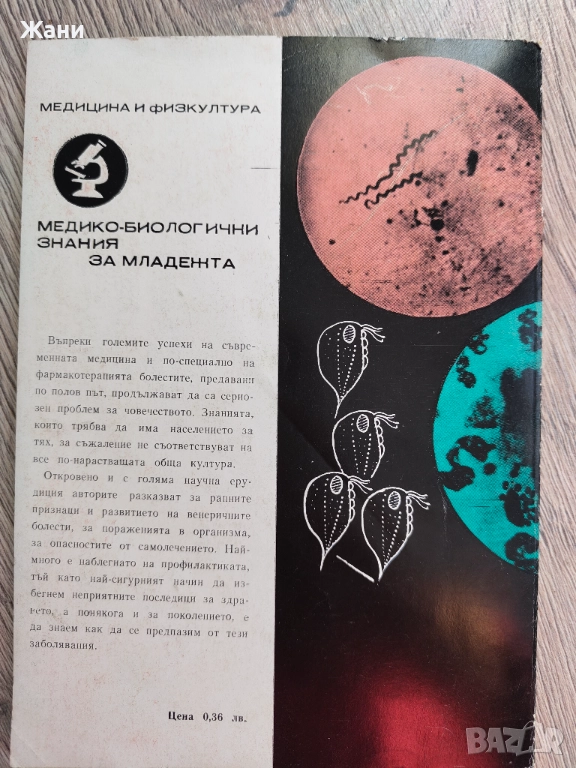 Жани
МЕДИЦИНА И ФИЗКУЛТУРА
МЕДИКО-БИОЛОГИЧНИ
ЗНАНИЯ
ЗА МЛАДЕЖТА
Въпреки големите успехи на съвре-
менната медицина и по-специално на
фармакотерапията болестите, предавани
по полов път, продължават да са серио-
зен проблем за човечеството. Знанията,
които трябва да има населението за
тях, за съжаление не съответствуват на
все по-нарастващата обща култура.
Откровено и с голяма научна еру-
диция авторите разказват за ранните
признаци и развитието на венеричните
болести, за пораженията в организма,
за опасностите от самолечението. Най-
много е наблегнато на профилактиката,
тъй като най-сигурният начин да из-
бегнем неприятните последици за здра-
вето, а понякога и за поколението, е
да знаем как да се предпазим от тези
заболявания.
Цена 0,36 лв.
BAZAR